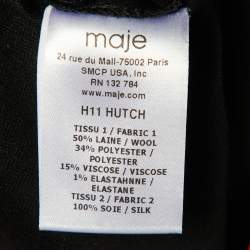 maje
24 rue du Mail-75002 Paris
SMCP USA, Inc
RN 132 784
www.maje.com
H11 HUTCH
TISSU 1 / FABRIC 1
50% LAINE / WOOL
34% POLYESTER /
POLYESTER
15% VISCOSE / VISCOSE
1% ELASTAHNNE /
ELASTANE
TISSU 2 / FABRIC 2
100% SOIE / SILK